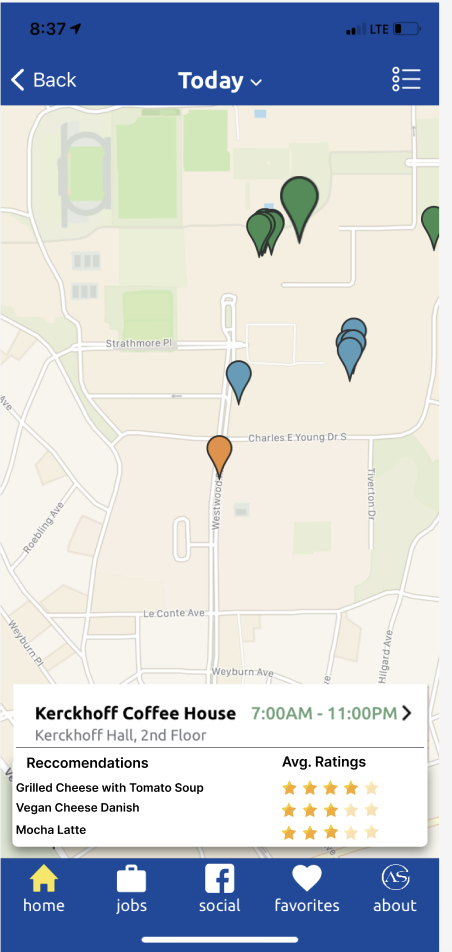 8:37 LTE
Back Today
Strathmore Pl
Ave
Charles E Young Dr S
Tiverton Dr
Westwood
Roebling Ave
Le Conte Ave
Weyburn Pl
Hilgard Ave
Weyburn Ave
Kerckhoff Coffee House 7:00AM - 11:00PM
Kerckhoff Hall, 2nd Floor
Reccomendations Avg. Ratings
Grilled Cheese with Tomato Soup
Vegan Cheese Danish
Mocha Latte
home jobs social favorites about